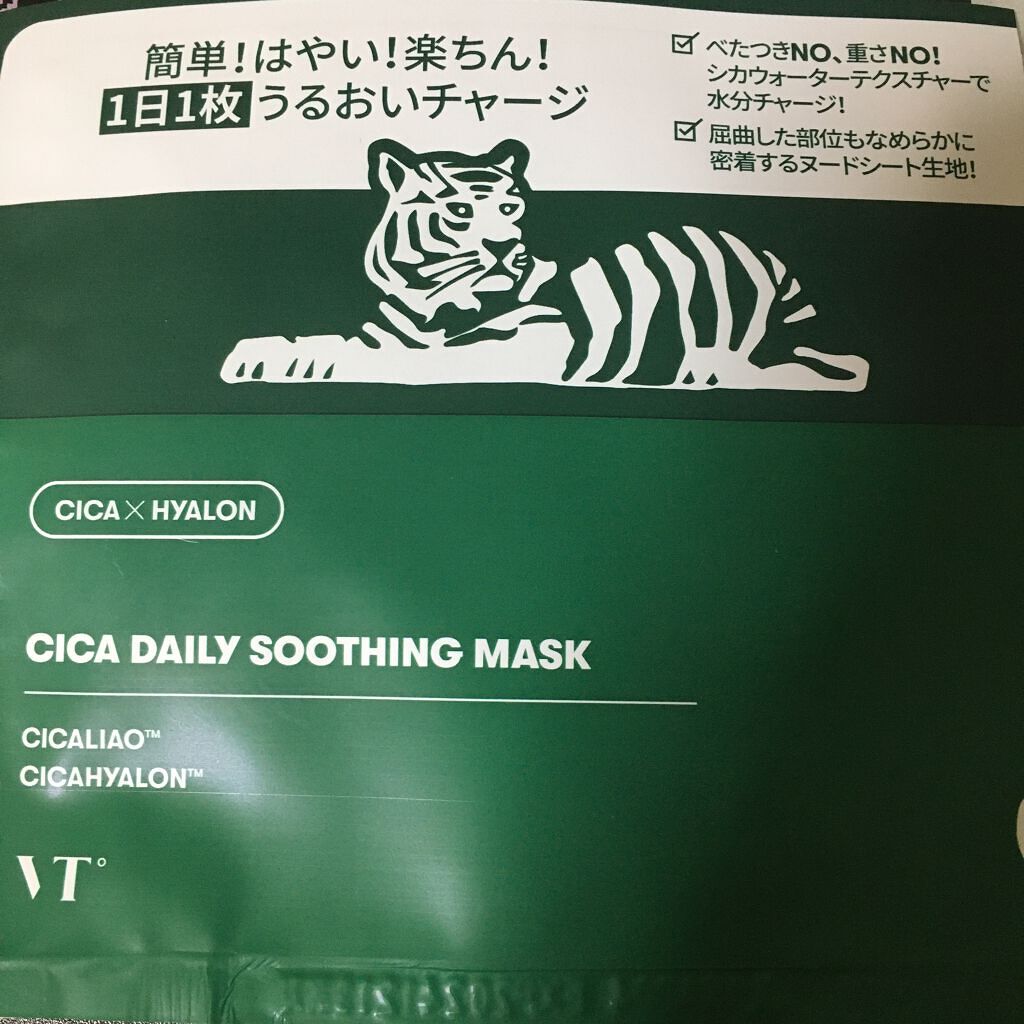 簡単!はやい!楽ちん!
1日1枚 うるおいチャージ
べたつきNO、重さNO!
シカウォーターテクスチャーで
水分チャージ!
屈曲した部位もなめらかに
密着するヌードシート生地!
CICA×HYALON
CICA DAILY SOOTHING MASK
CICALIAO™
CICAHYALON™
VT°